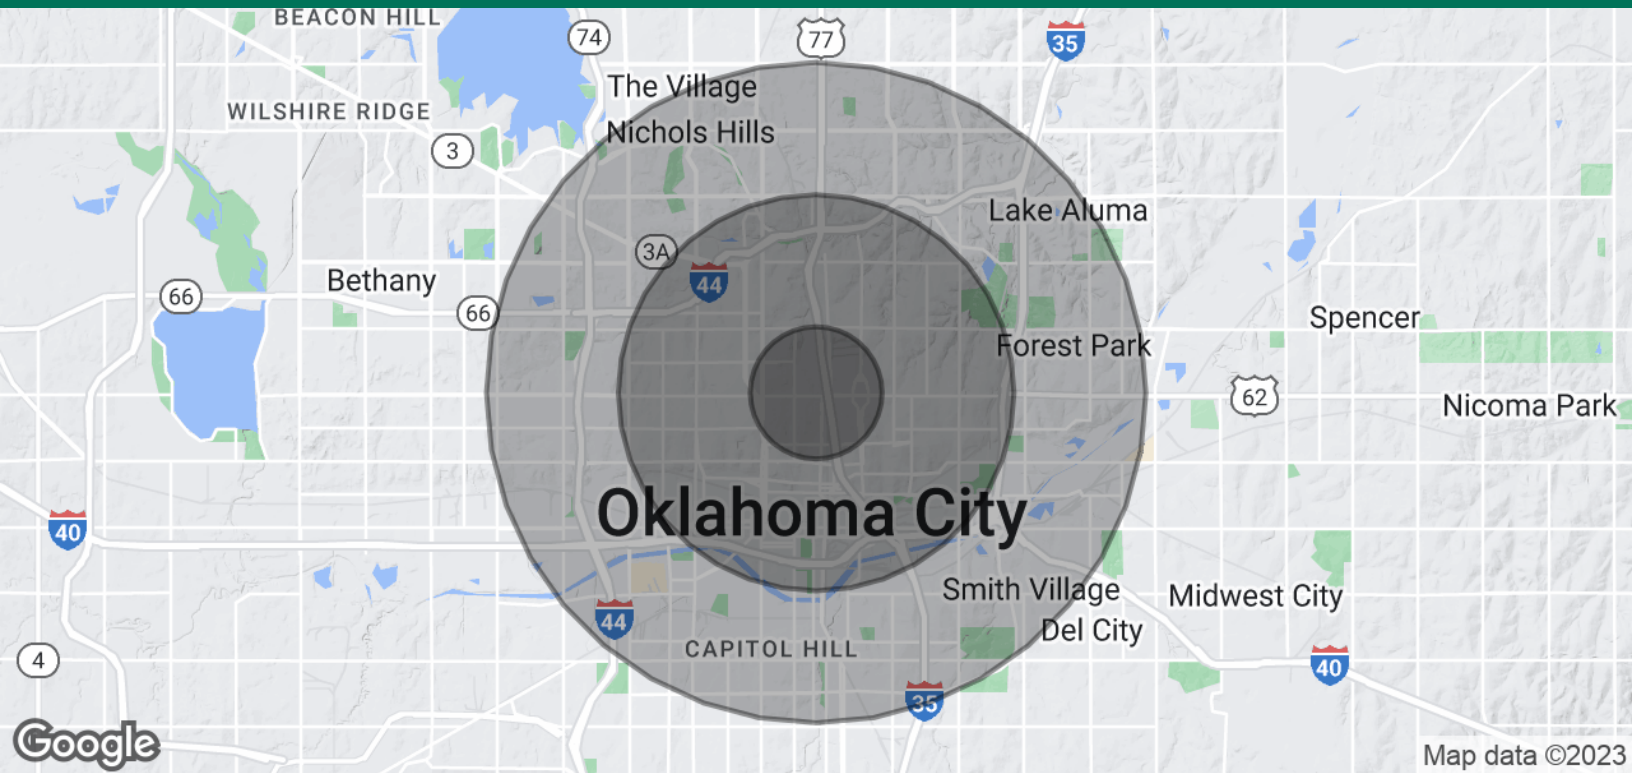 BEACON HILL
74
77
35
The Village
WILSHIRE RIDGE
Nichols Hills
3
Lake Aluma
3A
Bethany
44
66
66
Spencer
Forest Park
62
Nicoma Park
Oklahoma City
40
Smith Village
Midwest City
44
Del City
CAPITOL HILL
4
40
35
Google
Map data ©2023